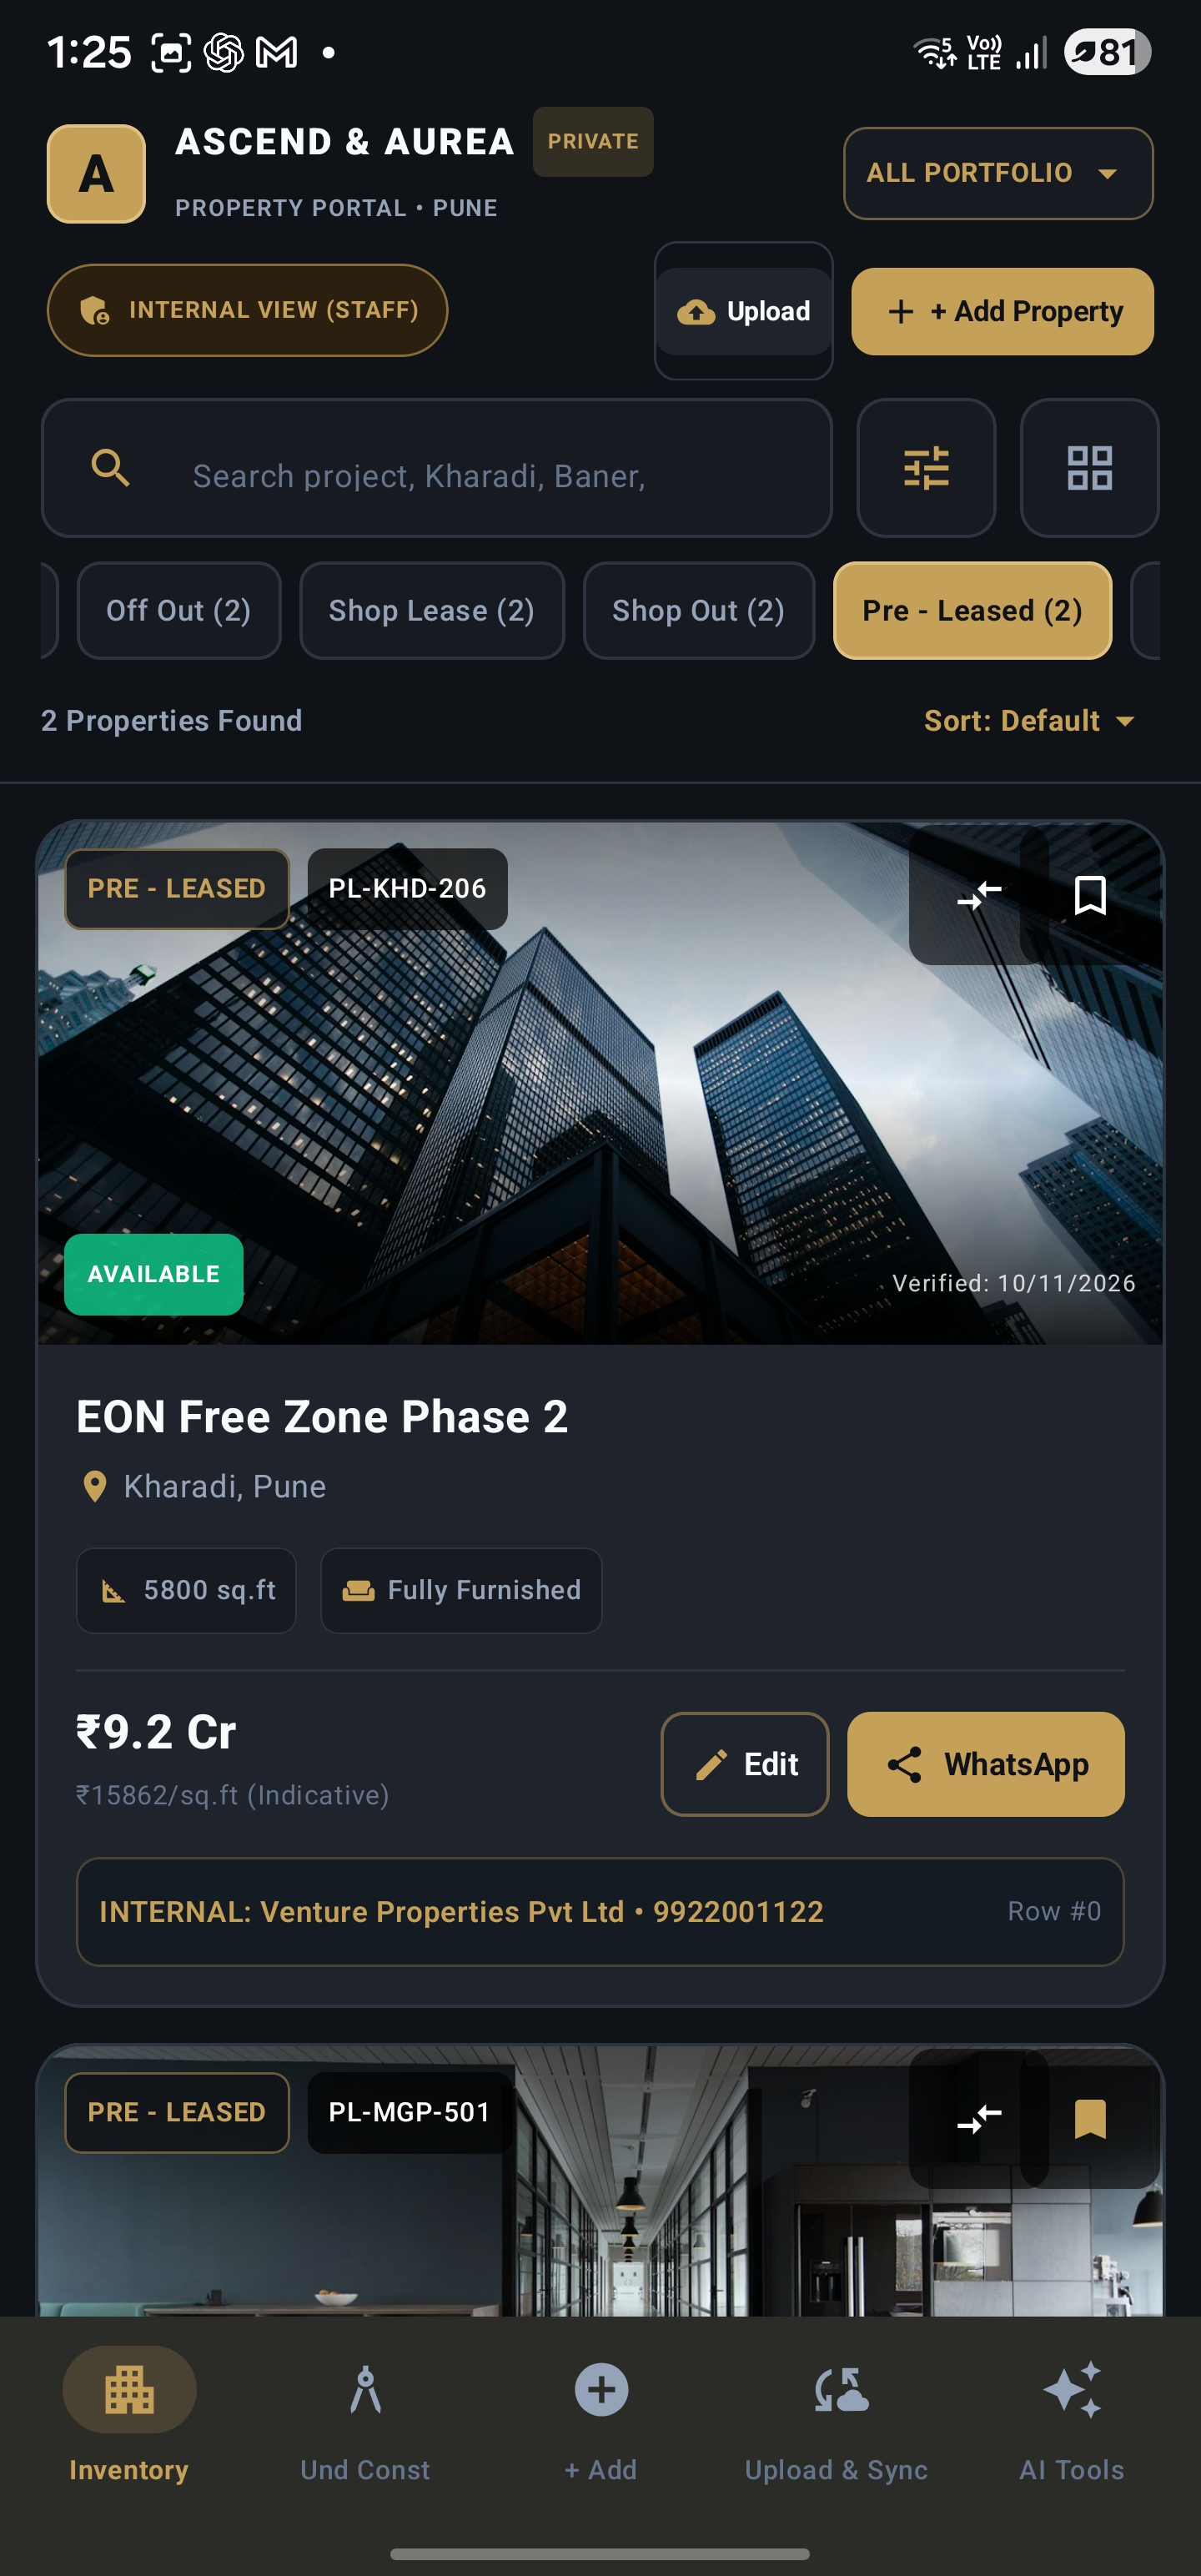 1:25
5 Vo)) LTE 81
A
ASCEND & AUREA PRIVATE
PROPERTY PORTAL • PUNE
ALL PORTFOLIO
INTERNAL VIEW (STAFF)
Upload
+ Add Property
Search project, Kharadi, Baner,
Off Out (2)
Shop Lease (2)
Shop Out (2)
Pre - Leased (2)
2 Properties Found
Sort: Default
PRE - LEASED
PL-KHD-206
AVAILABLE
Verified: 10/11/2026
EON Free Zone Phase 2
Kharadi, Pune
5800 sq.ft
Fully Furnished
₹9.2 Cr
₹15862/sq.ft (Indicative)
Edit
WhatsApp
INTERNAL: Venture Properties Pvt Ltd • 9922001122
Row #0
PRE - LEASED
PL-MGP-501
Inventory
Und Const
+ Add
Upload & Sync
AI Tools